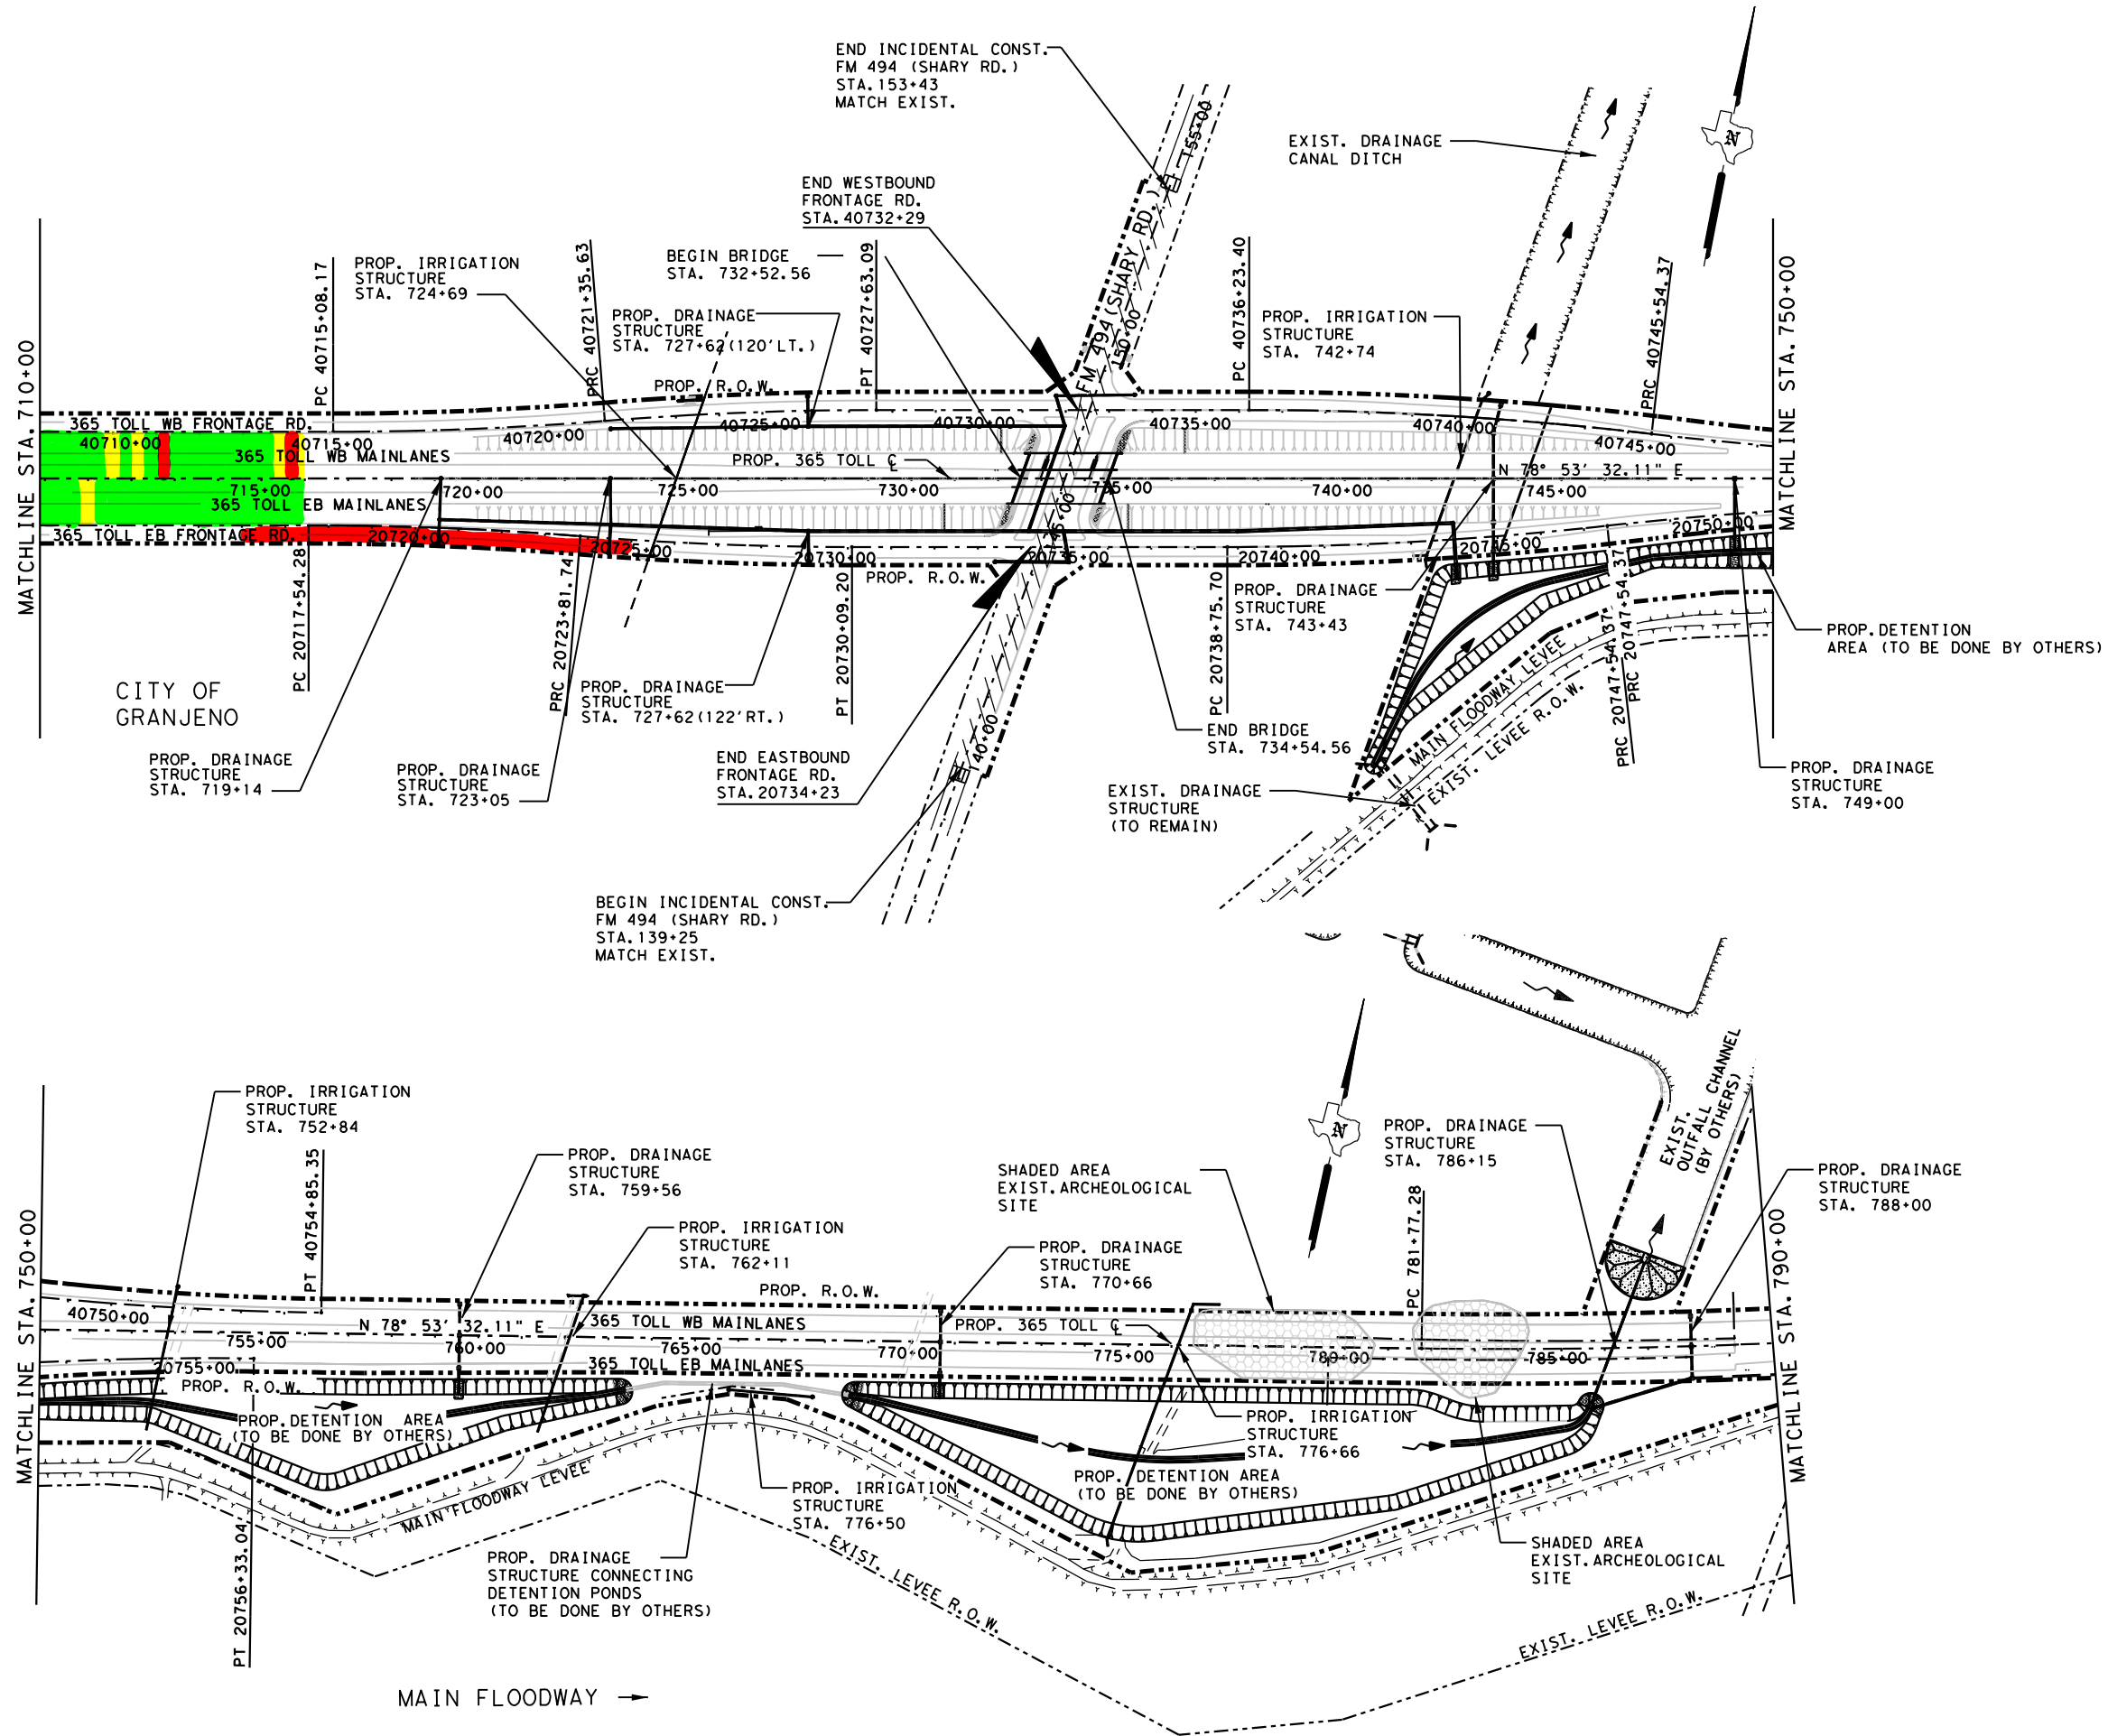 END INCIDENTAL CONST.
FM 494 (SHARY RD.)
STA.153+43
MATCH EXIST.
EXIST. DRAINAGE
CANAL DITCH
155+00
N
END WESTBOUND
FRONTAGE RD.
STA.40732+29
BEGIN BRIDGE
STA. 732+52.56
PROP. IRRIGATION
STRUCTURE
STA. 724+69
PROP. DRAINAGE
STRUCTURE
STA. 727+62(120'LT.)
PROP. IRRIGATION
STRUCTURE
STA. 742+74
FM 494(SHARY RD.)
150+00
MATCHLINE STA. 710+00
PC 40715+08.17
PRC 40721+35.63
PT 40727+63.09
PC 40736+23.40
PRC 40745+54.37
MATCHLINE STA. 750+00
PROP. R.O.W.
365 TOLL WB FRONTAGE RD.
40710+00
40715+00
40720+00
40725+00
40730+00
40735+00
40740+00
40745+00
365 TOLL WB MAINLANES
PROP. 365 TOLL ℄
N 78° 53' 32.11" E
715+00
720+00
725+00
730+00
735+00
740+00
745+00
365 TOLL EB MAINLANES
145+00
365 TOLL EB FRONTAGE RD.
20720+00
20725+00
20730+00
20735+00
20740+00
20745+00
20750+00
PROP. R.O.W.
PC 20717+54.28
PRC 20723+81.74
PT 20730+09.20
PC 20738+75.70
PRC 20747+54.37
PRC 20747+54.37
PROP. DRAINAGE
STRUCTURE
STA. 743+43
PROP.DETENTION
AREA (TO BE DONE BY OTHERS)
CITY OF
GRANJENO
PROP. DRAINAGE
STRUCTURE
STA. 727+62(122'RT.)
MAIN FLOODWAY LEVEE
EXIST. LEVEE R.O.W.
END BRIDGE
STA. 734+54.56
140+00
PROP. DRAINAGE
STRUCTURE
STA. 719+14
PROP. DRAINAGE
STRUCTURE
STA. 723+05
END EASTBOUND
FRONTAGE RD.
STA.20734+23
EXIST. DRAINAGE
STRUCTURE
(TO REMAIN)
PROP. DRAINAGE
STRUCTURE
STA. 749+00
BEGIN INCIDENTAL CONST.
FM 494 (SHARY RD.)
STA.139+25
MATCH EXIST.
PROP. IRRIGATION
STRUCTURE
STA. 752+84
PROP. DRAINAGE
STRUCTURE
STA. 759+56
PROP. IRRIGATION
STRUCTURE
STA. 762+11
SHADED AREA
EXIST.ARCHEOLOGICAL
SITE
PROP. DRAINAGE
STRUCTURE
STA. 770+66
N
PROP. DRAINAGE
STRUCTURE
STA. 786+15
EXIST.
OUTFALL CHANNEL
(BY OTHERS)
PROP. DRAINAGE
STRUCTURE
STA. 788+00
MATCHLINE STA. 750+00
PT 40754+85.35
PC 781+77.28
MATCHLINE STA. 790+00
PROP. R.O.W.
40750+00
N 78° 53' 32.11" E
365 TOLL WB MAINLANES
PROP. 365 TOLL ℄
755+00
760+00
765+00
770+00
775+00
780+00
785+00
20755+00
365 TOLL EB MAINLANES
PROP. R.O.W.
PROP.DETENTION AREA
(TO BE DONE BY OTHERS)
PROP. IRRIGATION
STRUCTURE
STA. 776+66
PROP. DETENTION AREA
(TO BE DONE BY OTHERS)
MAIN FLOODWAY LEVEE
PROP. IRRIGATION
STRUCTURE
STA. 776+50
PT 20756+33.04
PROP. DRAINAGE
STRUCTURE CONNECTING
DETENTION PONDS
(TO BE DONE BY OTHERS)
EXIST. LEVEE R.O.W.
SHADED AREA
EXIST.ARCHEOLOGICAL
SITE
EXIST. LEVEE R.O.W.
MAIN FLOODWAY